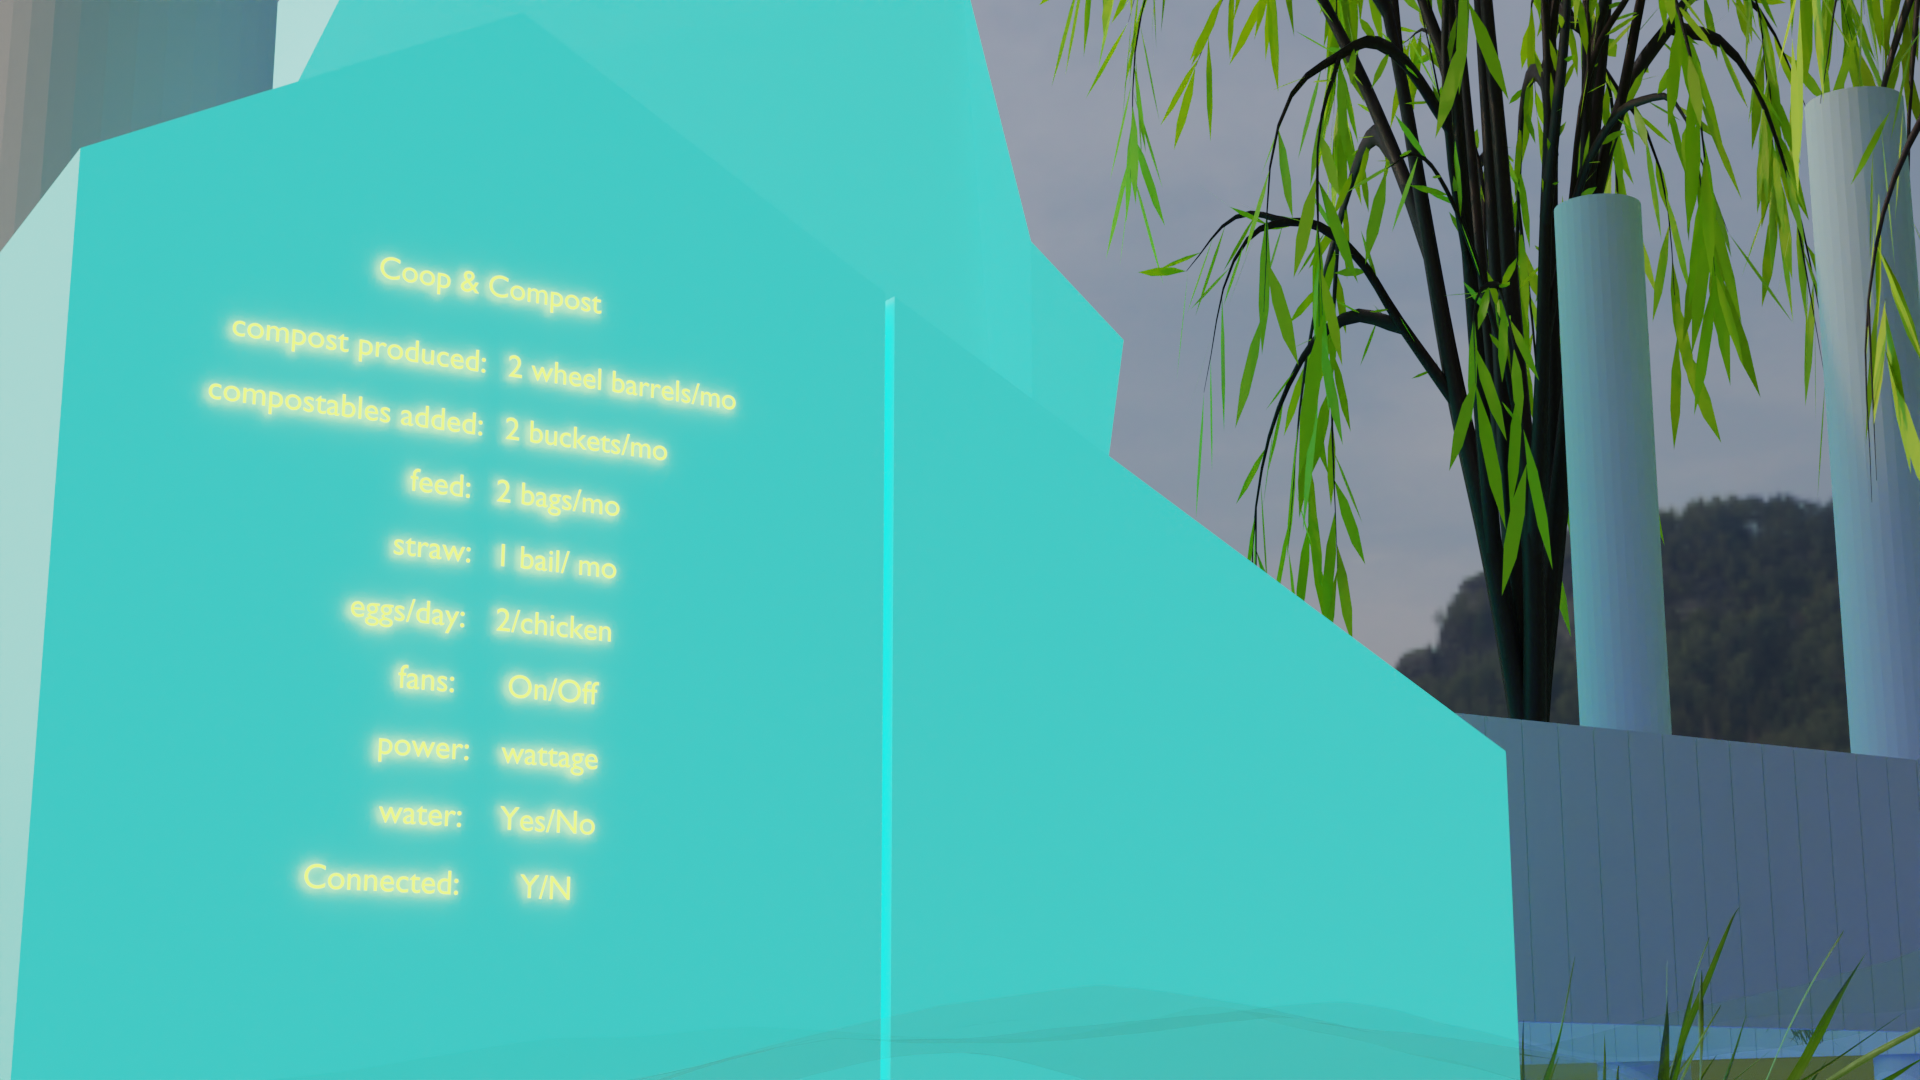 Coop & Compost
compost produced: 2 wheel barrels/mo
compostables added: 2 buckets/mo
feed: 2 bags/mo
straw: 1 bail/ mo
eggs/day: 2/chicken
fans: On/Off
power: wattage
water: Yes/No
Connected: Y/N